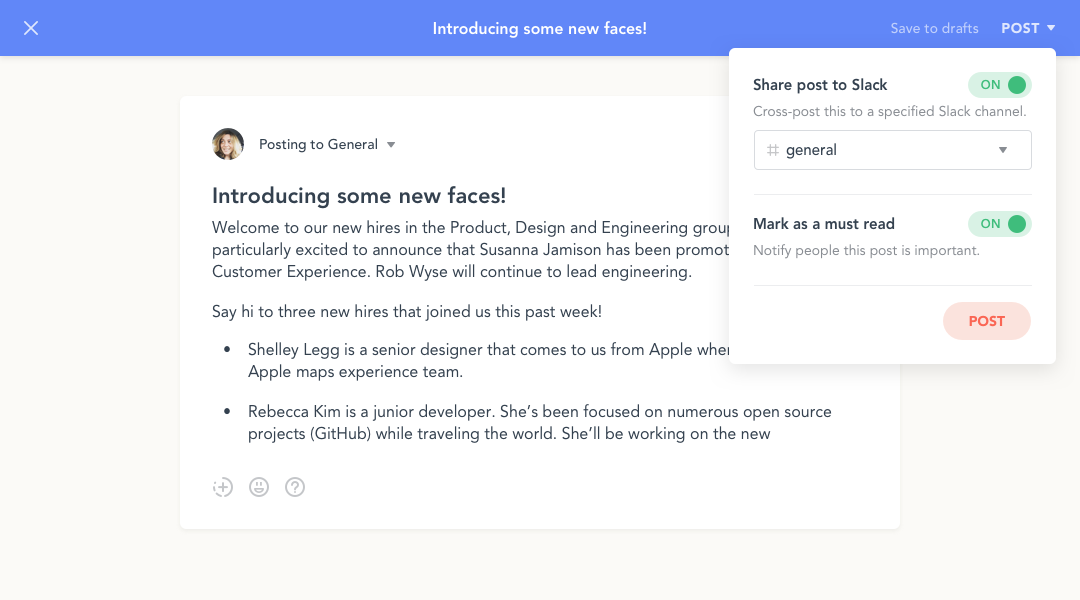 Introducing some new faces!
Save to drafts
POST
Share post to Slack
ON
Cross-post this to a specified Slack channel.
# general
Mark as a must read
ON
Notify people this post is important.
POST
Posting to General
Introducing some new faces!
Welcome to our new hires in the Product, Design and Engineering
particularly excited to announce that Susanna Jamison has been
Customer Experience. Rob Wyse will continue to lead engineering.
Say hi to three new hires that joined us this past week!
• Shelley Legg is a senior designer that comes to us from Apple
Apple maps experience team.
• Rebecca Kim is a junior developer. She’s been focused on numerous open source
projects (GitHub) while traveling the world. She’ll be working on the new